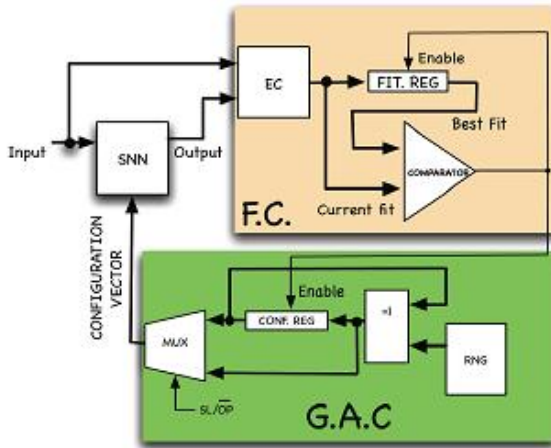 Enable
EC
FIT. REG
Best Fit
Input
SNN
Output
COMPARATOR
Current fit
F.C.
CONFIGURATION
VECTOR
Enable
CONF. REG
=1
MUX
RNG
SL/O̅P̅
G.A.C